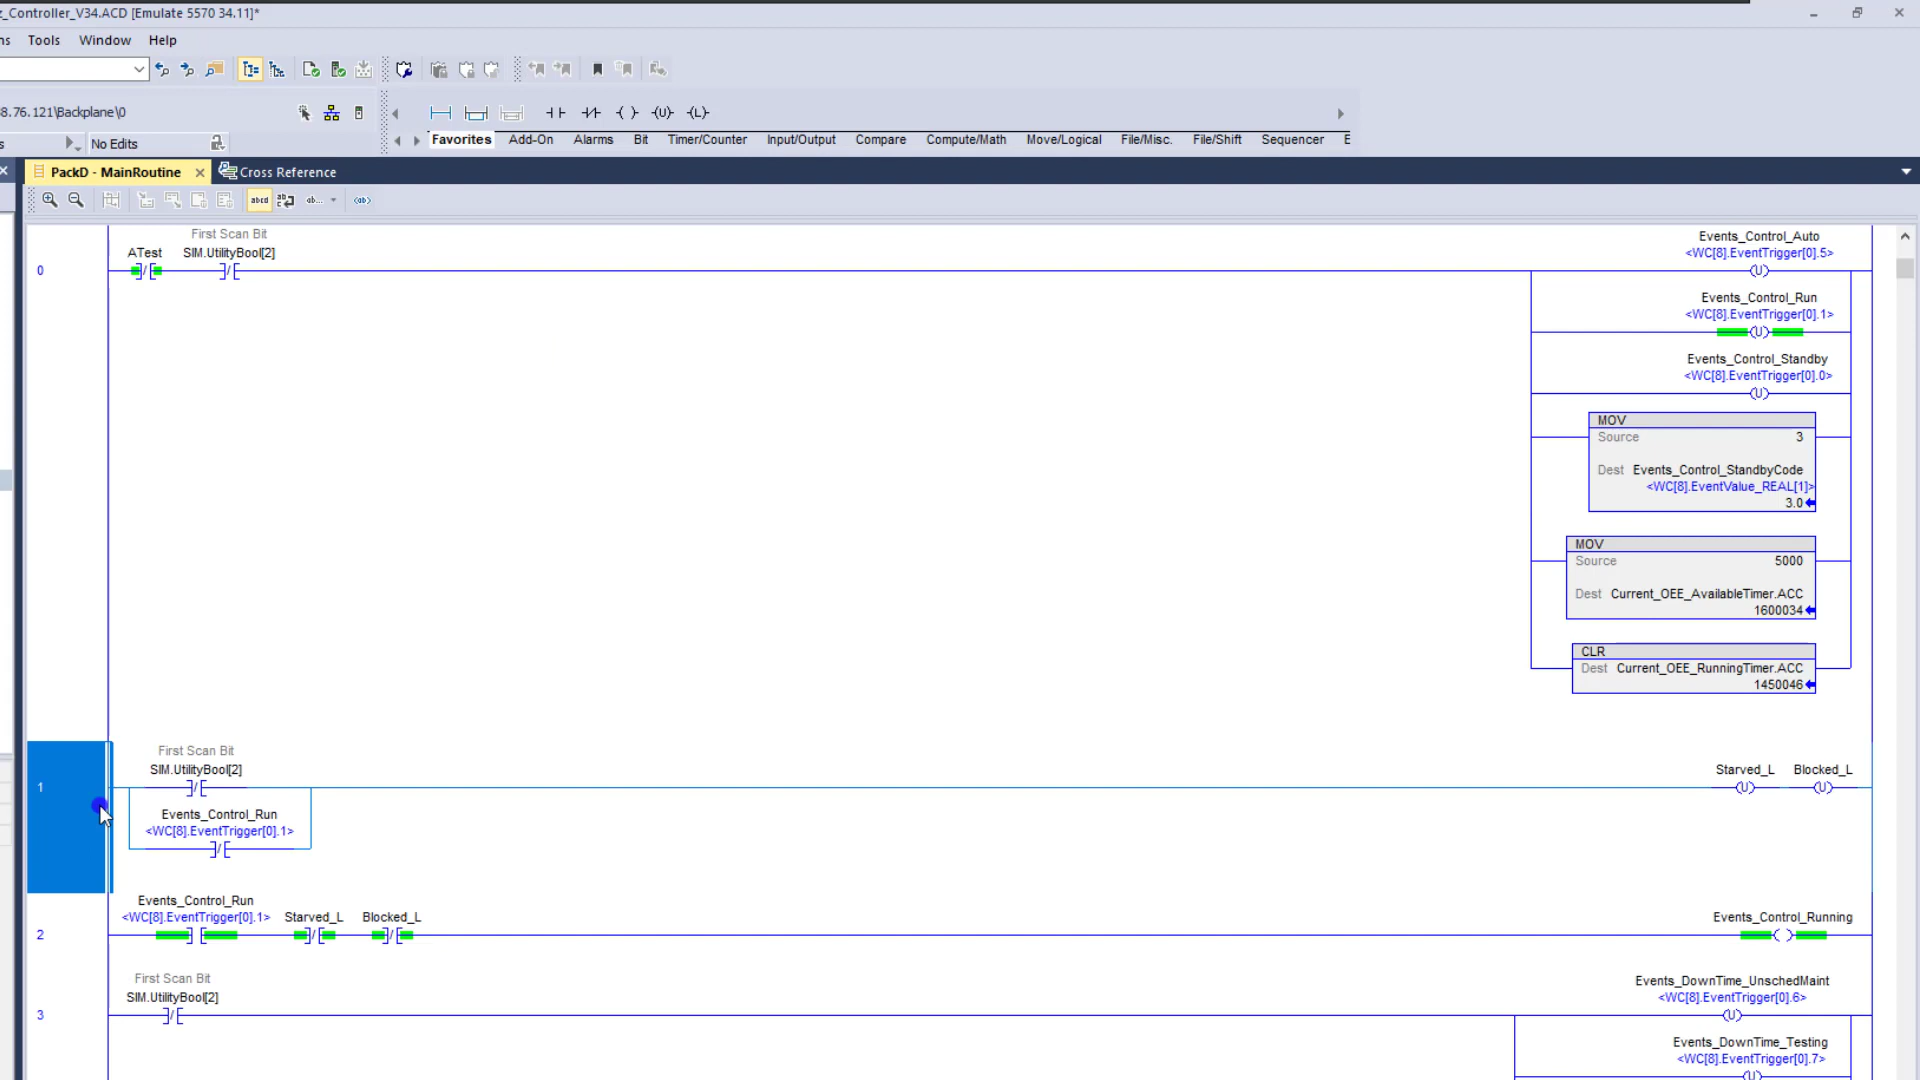 z_Controller_V34.ACD [Emulate 5570 34.11]*
ns Tools Window Help
8.76.121\Backplane\0
s No Edits
Favorites Add-On Alarms Bit Timer/Counter Input/Output Compare Compute/Math Move/Logical File/Misc. File/Shift Sequencer E
PackD - MainRoutine
Cross Reference
abcd ab...
First Scan Bit
ATest SIM.UtilityBool[2]
0
Events_Control_Auto
<WC[8].EventTrigger[0].5>
U
Events_Control_Run
<WC[8].EventTrigger[0].1>
U
Events_Control_Standby
<WC[8].EventTrigger[0].0>
U
MOV
Source 3
Dest Events_Control_StandbyCode
<WC[8].EventValue_REAL[1]>
3.0
MOV
Source 5000
Dest Current_OEE_AvailableTimer.ACC
1600034
CLR
Dest Current_OEE_RunningTimer.ACC
1450046
First Scan Bit
SIM.UtilityBool[2]
1
Starved_L Blocked_L
U U
Events_Control_Run
<WC[8].EventTrigger[0].1>
Events_Control_Run
<WC[8].EventTrigger[0].1> Starved_L Blocked_L
2
Events_Control_Running
First Scan Bit
SIM.UtilityBool[2]
3
Events_DownTime_UnschedMaint
<WC[8].EventTrigger[0].6>
U
Events_DownTime_Testing
<WC[8].EventTrigger[0].7>
U